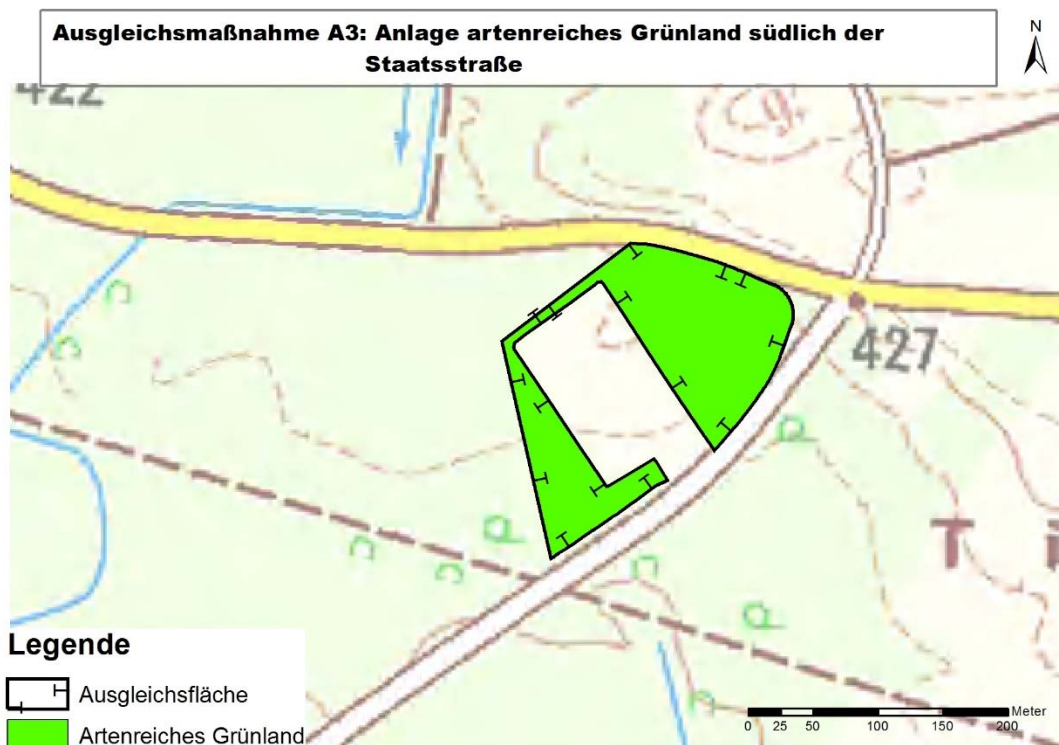 Ausgleichsmaßnahme A3: Anlage artenreiches Grünland südlich der
Staatsstraße
N
422
427
T
Legende
Ausgleichsfläche
Artenreiches Grünland
Meter
0 25 50 100 150 200